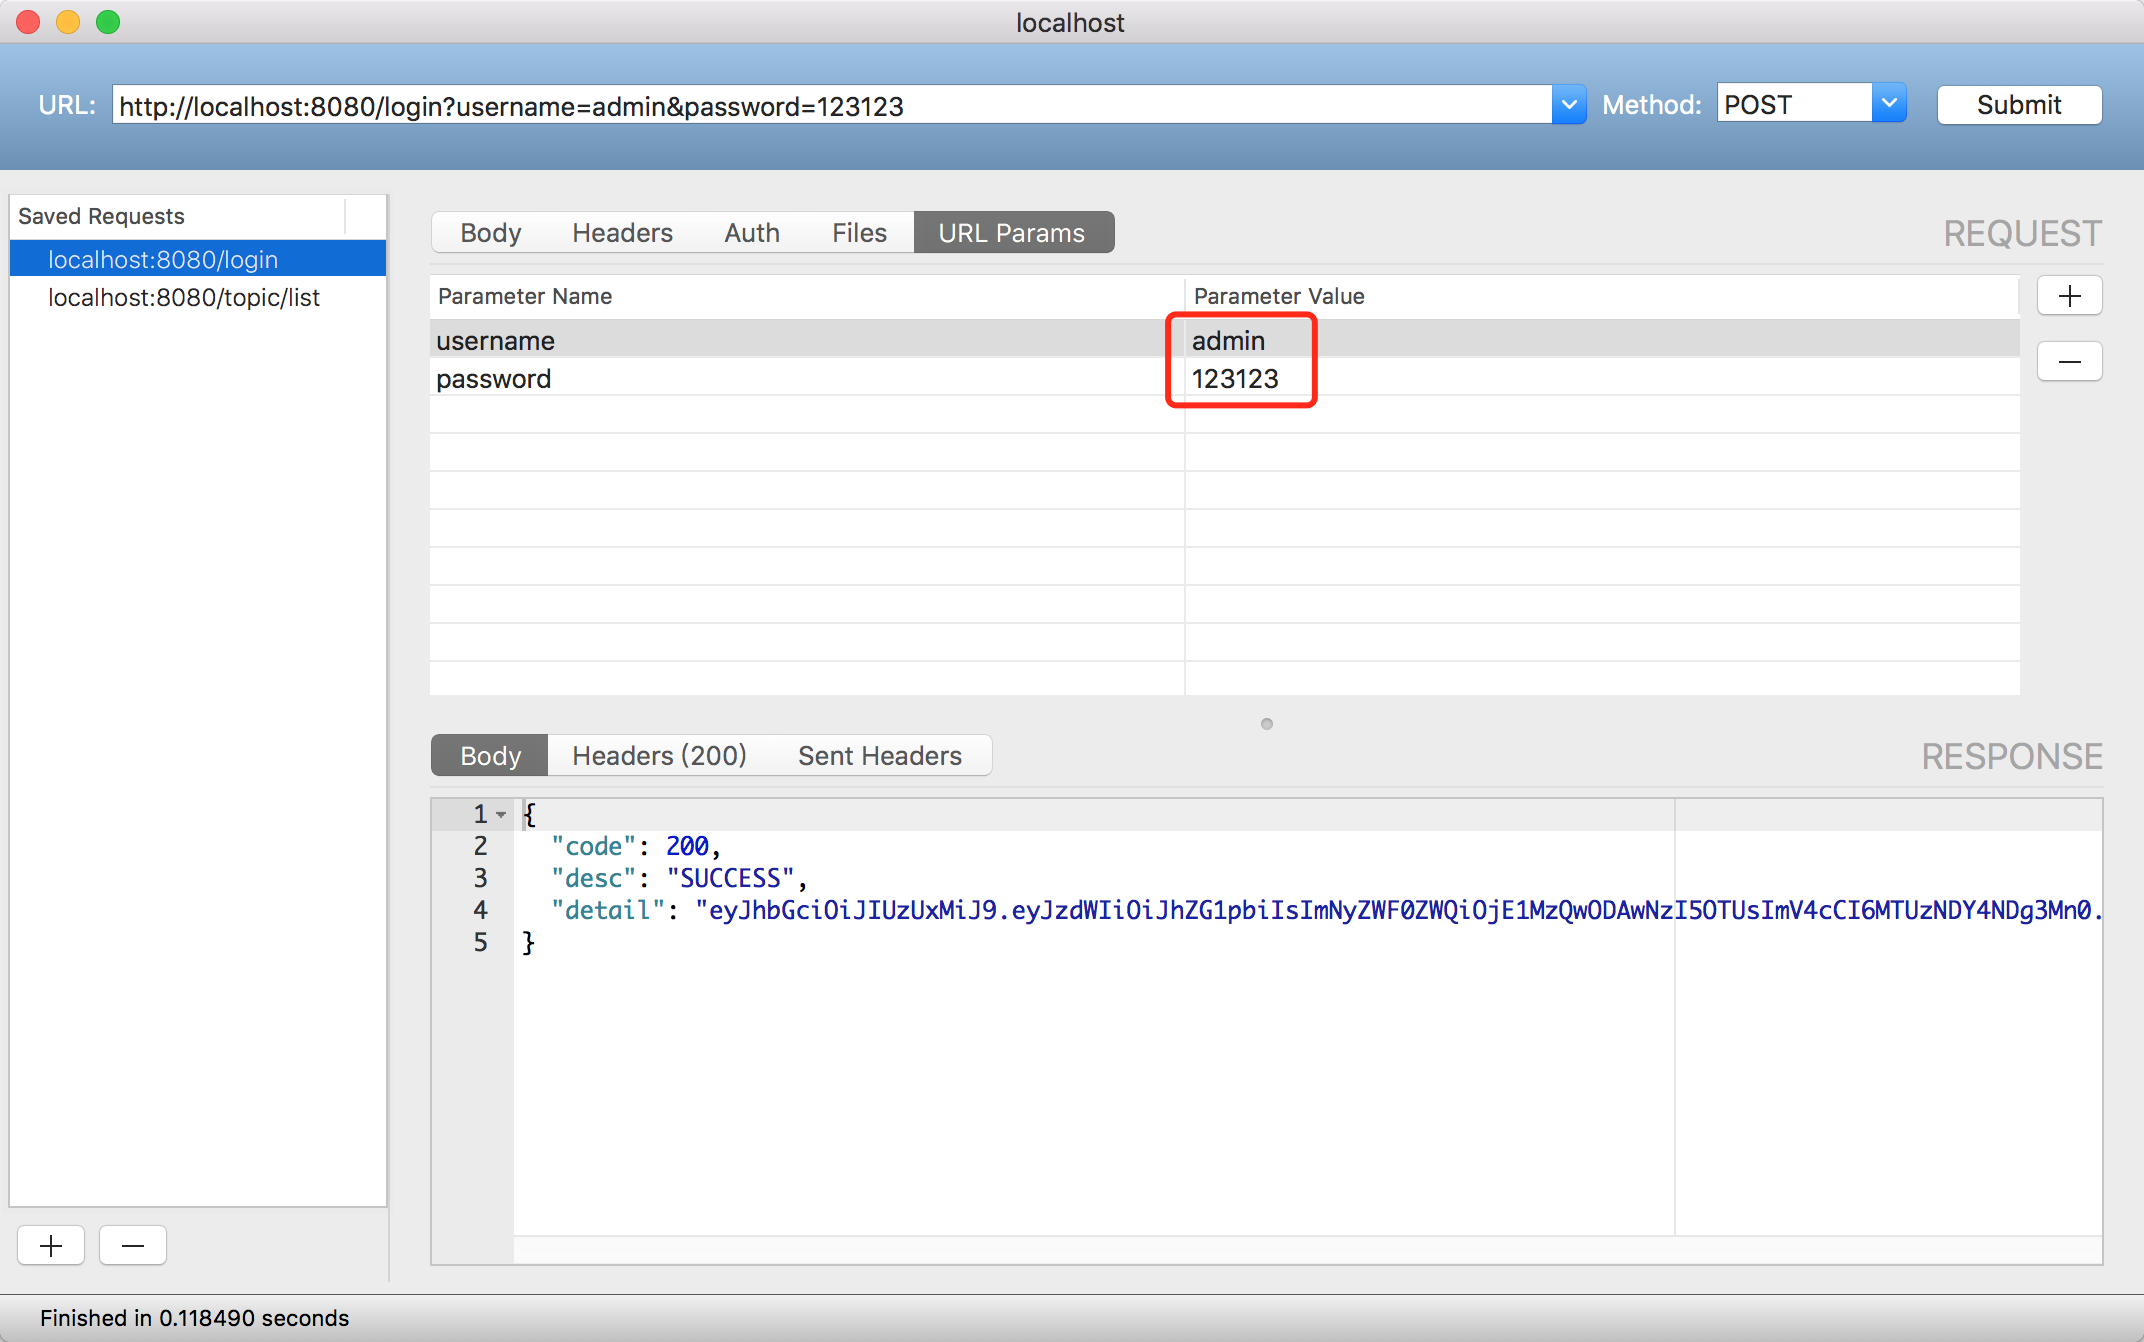 localhost
URL: http://localhost:8080/login?username=admin&password=123123 Method: POST Submit
Saved Requests
localhost:8080/login
localhost:8080/topic/list
Body Headers Auth Files URL Params REQUEST
Parameter Name Parameter Value
username admin
password 123123
Body Headers (200) Sent Headers RESPONSE
1 {
2 "code": 200,
3 "desc": "SUCCESS",
4 "detail": "eyJhbGciOiJIUzUxMiJ9.eyJzdWIiOiJhZG1pbiIsImNyZWF0ZWQiOjE1MzQwODAwNzI5OTUsImV4cCI6MTUzNDY4NDg3Mn0.
5 }
Finished in 0.118490 seconds